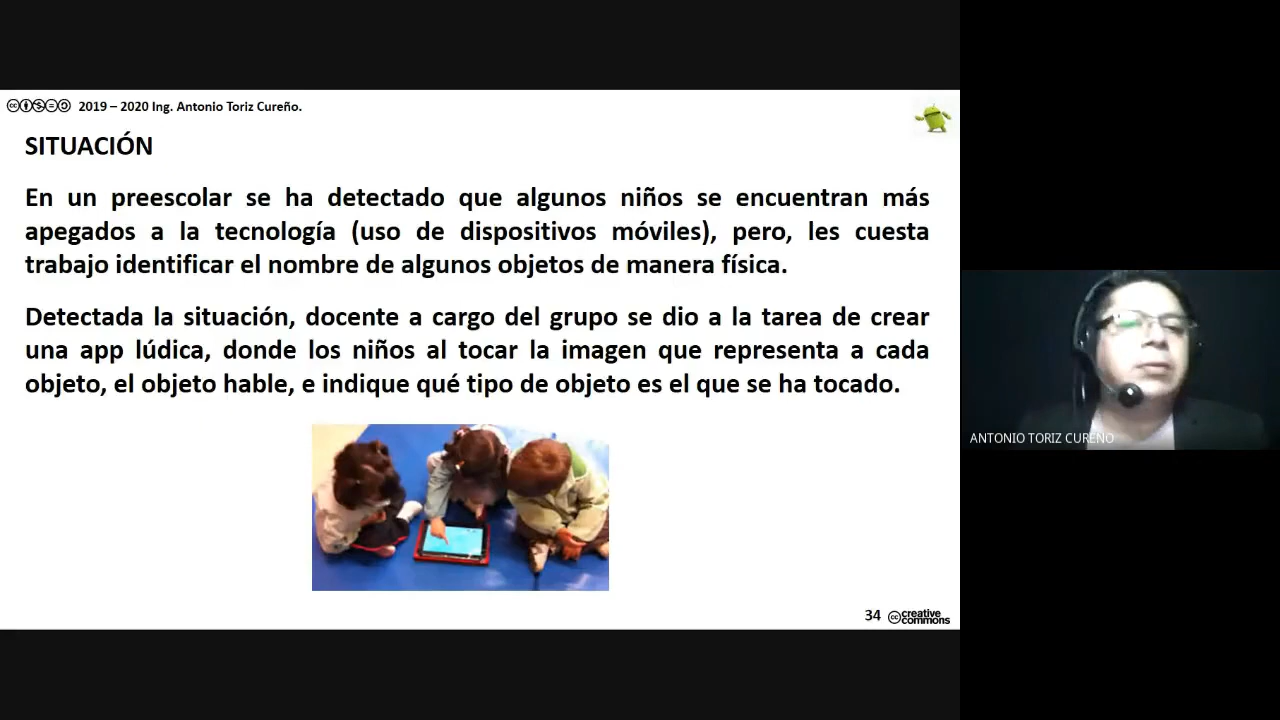 2019 – 2020 Ing. Antonio Toriz Cureño.
SITUACIÓN
En un preescolar se ha detectado que algunos niños se encuentran más
apegados a la tecnología (uso de dispositivos móviles), pero, les cuesta
trabajo identificar el nombre de algunos objetos de manera física.
Detectada la situación, docente a cargo del grupo se dio a la tarea de crear
una app lúdica, donde los niños al tocar la imagen que representa a cada
objeto, el objeto hable, e indique qué tipo de objeto es el que se ha tocado.
34
creative
commons
ANTONIO TORIZ CUREÑO